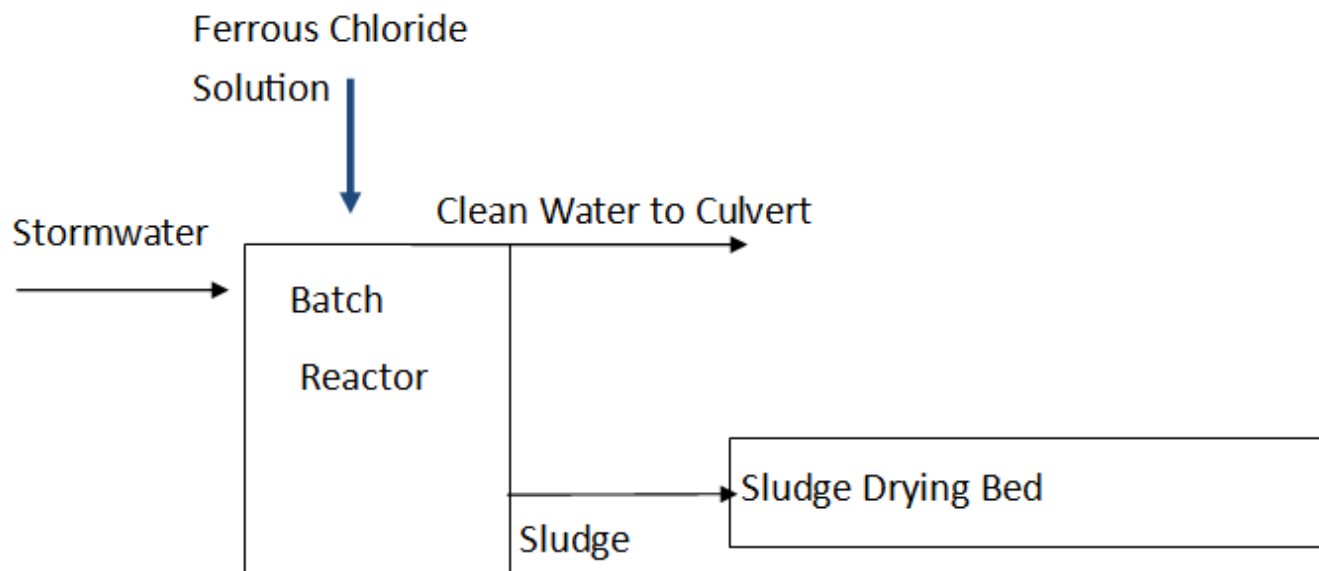 Ferrous Chloride
Solution
Clean Water to Culvert
Stormwater
Batch
Reactor
Sludge Drying Bed
Sludge